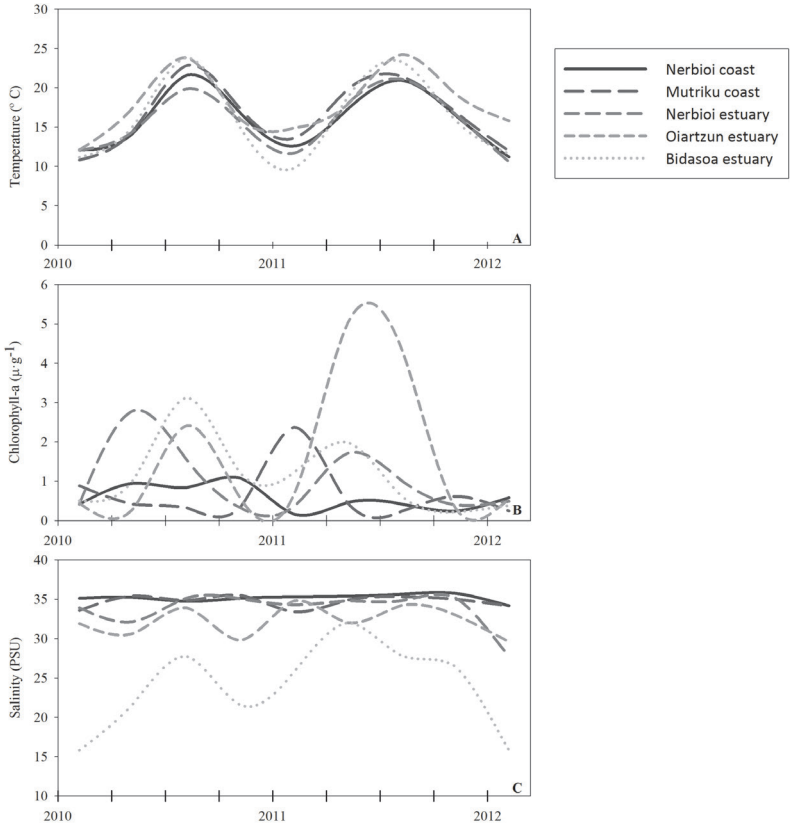 30
25
20
15
10
5
0
Temperature (° C)
A
2010
2011
2012
Nerbioi coast
Mutriku coast
Nerbioi estuary
Oiartzun estuary
Bidasoa estuary
6
5
4
3
2
1
0
Chlorophyll-a (μ·g-1)
B
2010
2011
2012
40
35
30
25
20
15
10
Salinity (PSU)
C
2010
2011
2012